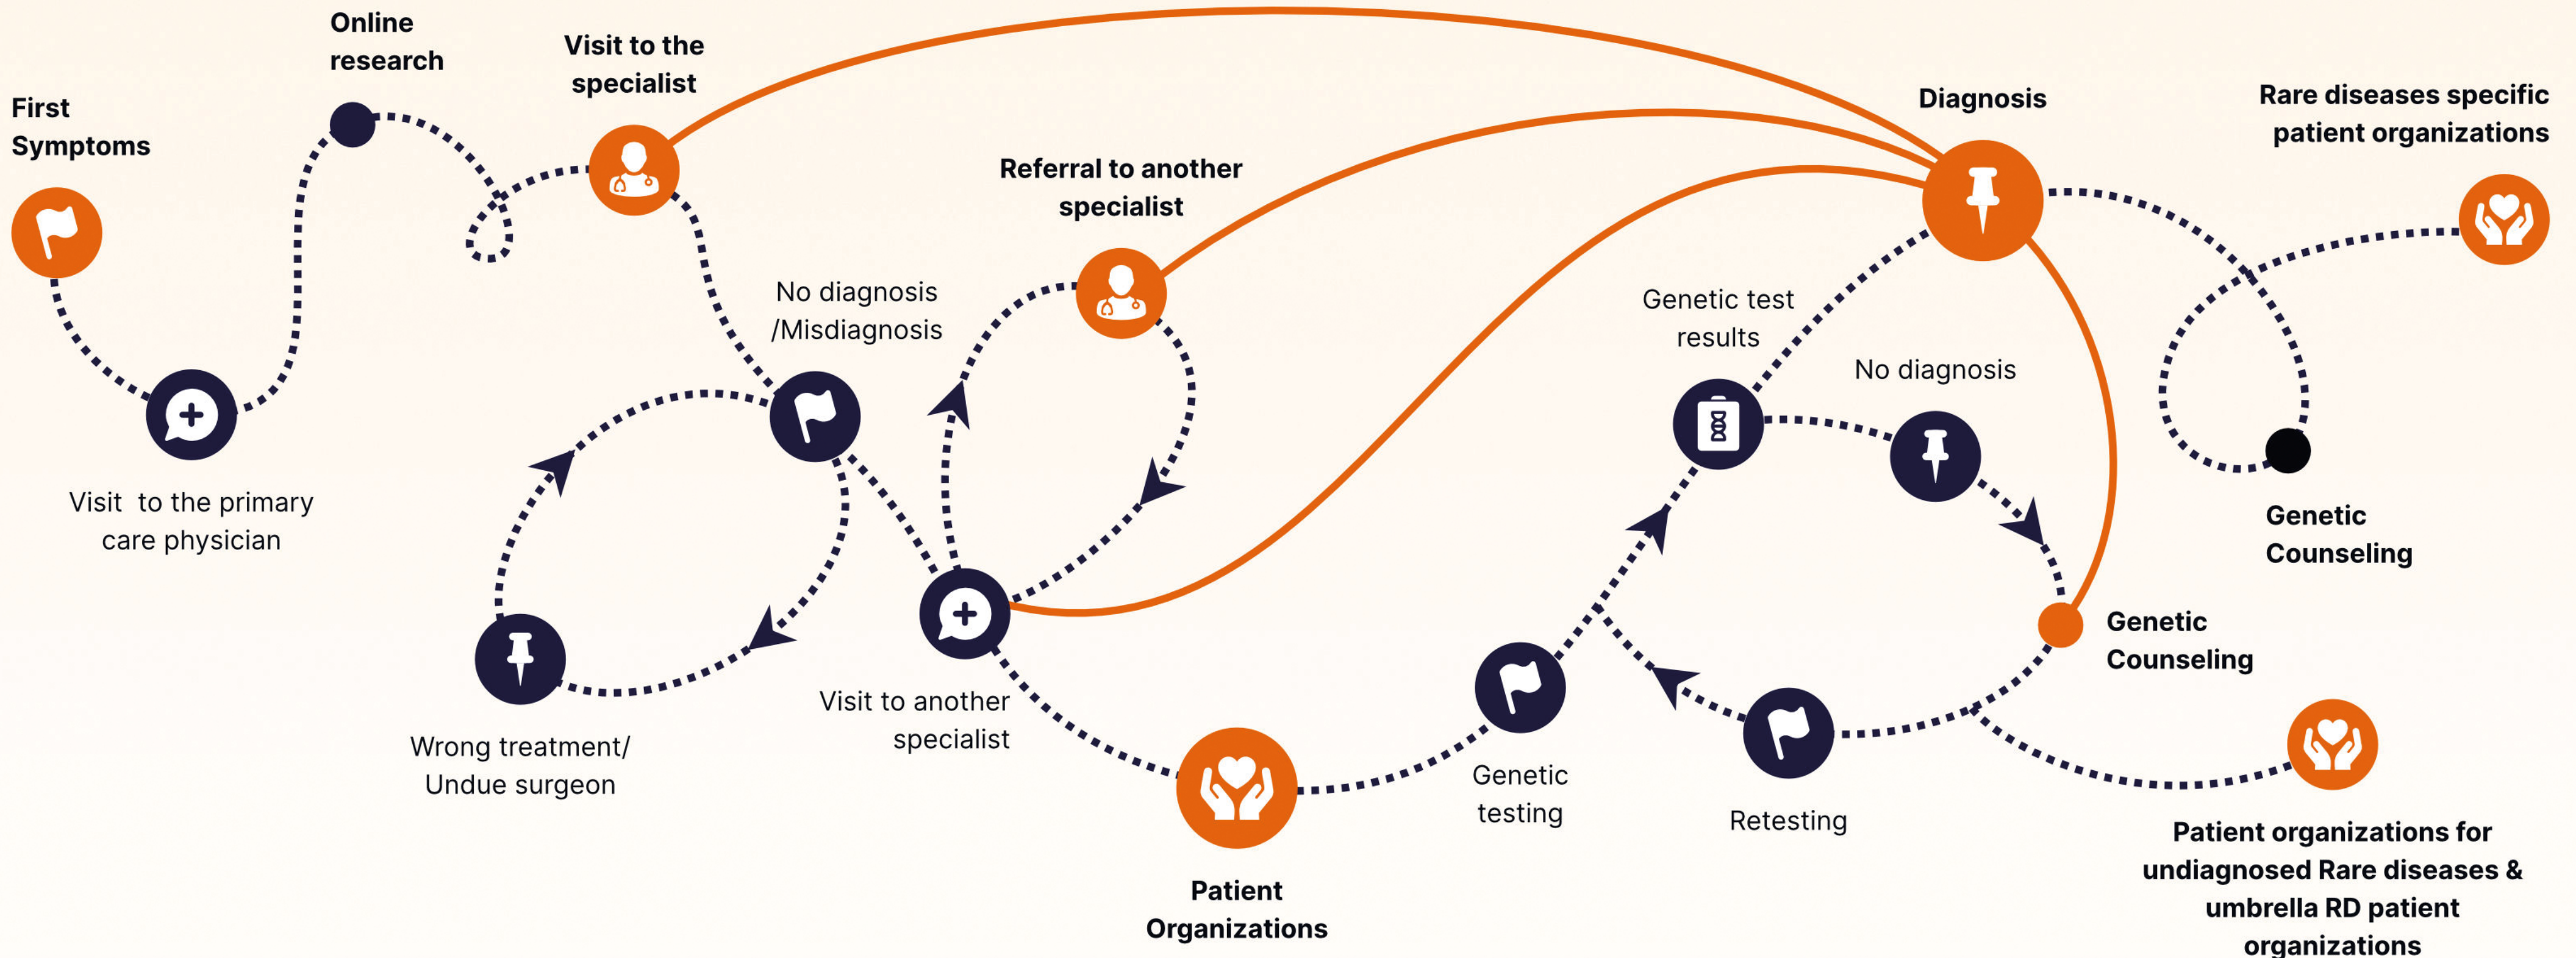 First
Symptoms
Visit  to the primary
care physician
Online
research
Visit to the
specialist
No diagnosis
/Misdiagnosis
Wrong treatment/
Undue surgeon
Referral to another
specialist
Visit to another
specialist
Patient
Organizations
Genetic
testing
Genetic test
results
No diagnosis
Retesting
Diagnosis
Genetic
Counseling
Genetic
Counseling
Rare diseases specific
patient organizations
Patient organizations for
undiagnosed Rare diseases &
umbrella RD patient
organizations